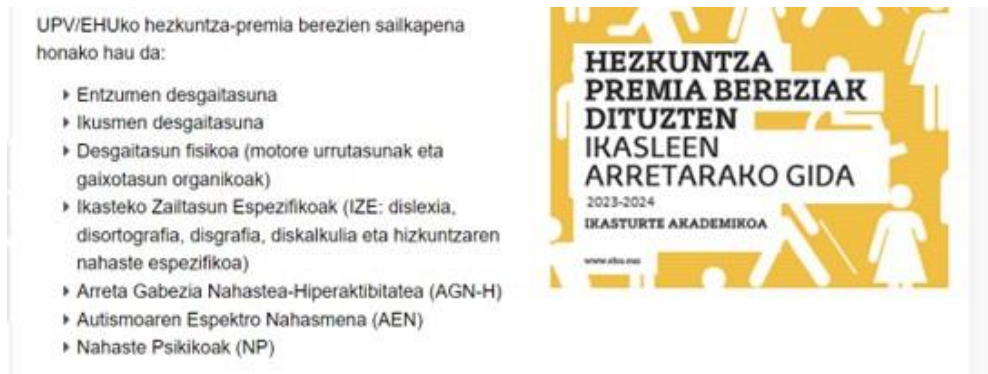 UPV/EHUko hezkuntza-premia berezien sailkapena
honako hau da:
Entzumen desgaitasuna
Ikusmen desgaitasuna
Desgaitasun fisikoa (motore urrutasunak eta
gaixotasun organikoak)
Ikasteko Zailtasun Espezifikoak (IZE: dislexia,
disortografia, disgrafia, diskalkulia eta hizkuntzaren
nahaste espezifikoa)
Arreta Gabezia Nahastea-Hiperaktibitatea (AGN-H)
Autismoaren Espektro Nahasmena (AEN)
Nahaste Psikikoak (NP)
HEZKUNTZA
PREMIA BEREZIAK
DITUZTEN
IKASLEEN
ARRETARAKO GIDA
2023-2024
IKASTURTE AKADEMIKOA
www.ehu.eus